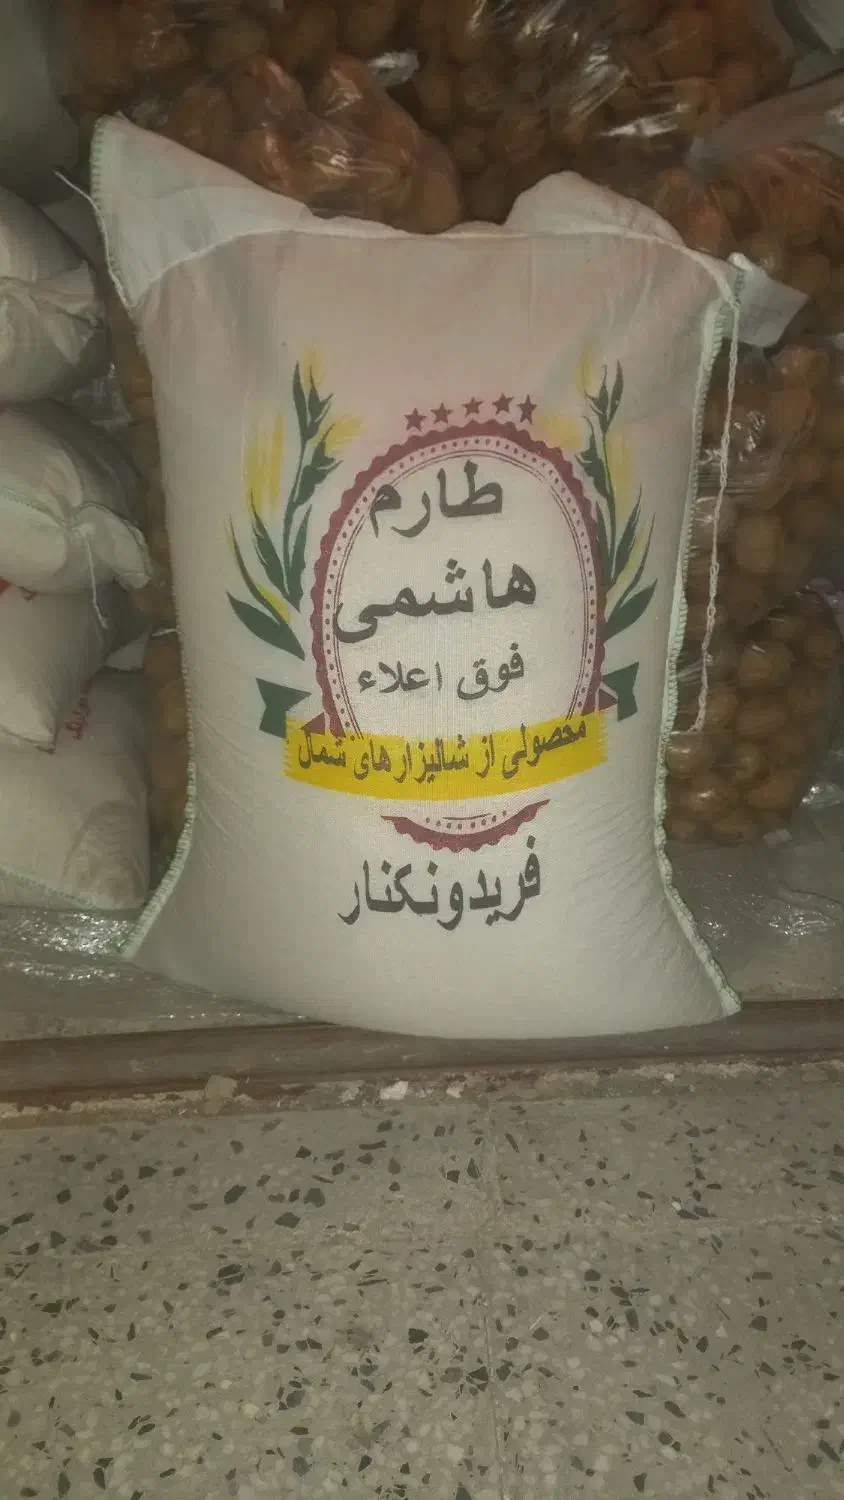 طارم
هاشمی
فوق اعلاء
محصولی از شالیزارهای شمال
فریدونکنار